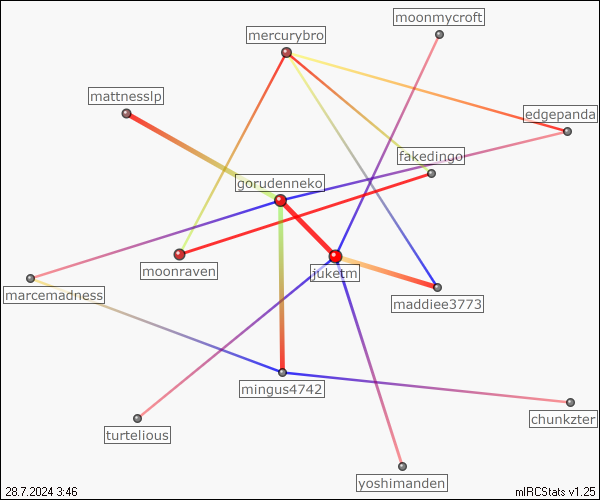 moonmycroft
mercurybro
mattnesslp
edgepanda
fakedingo
gorudenneko
moonraven
juketm
marcemadness
maddiee3773
mingus4742
chunkzter
turtelious
yoshimanden
28.7.2024 3:46
mIRCStats v1.25